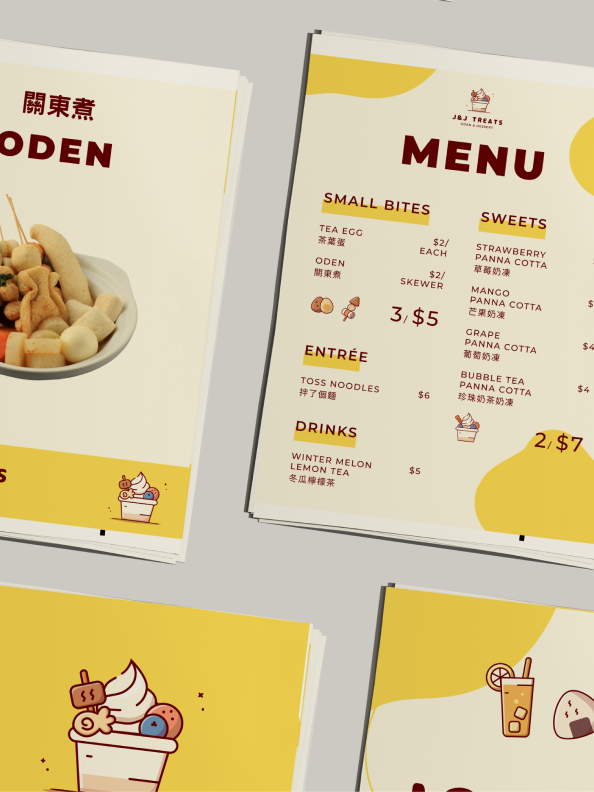 關東煮
ODEN
S
J&J TREATS
ODEN & DESSERT
MENU
SMALL BITES
TEA EGG
茶葉蛋
$2/
EACH
ODEN
關東煮
$2/
SKEWER
3/$5
ENTRÉE
TOSS NOODLES
拌了個麵
$6
DRINKS
WINTER MELON
LEMON TEA
冬瓜檸檬茶
$5
SWEETS
STRAWBERRY
PANNA COTTA
草莓奶凍
MANGO
PANNA COTTA
芒果奶凍
$
GRAPE
PANNA COTTA
葡萄奶凍
$4
BUBBLE TEA
PANNA COTTA
珍珠奶茶奶凍
$4
2/$7